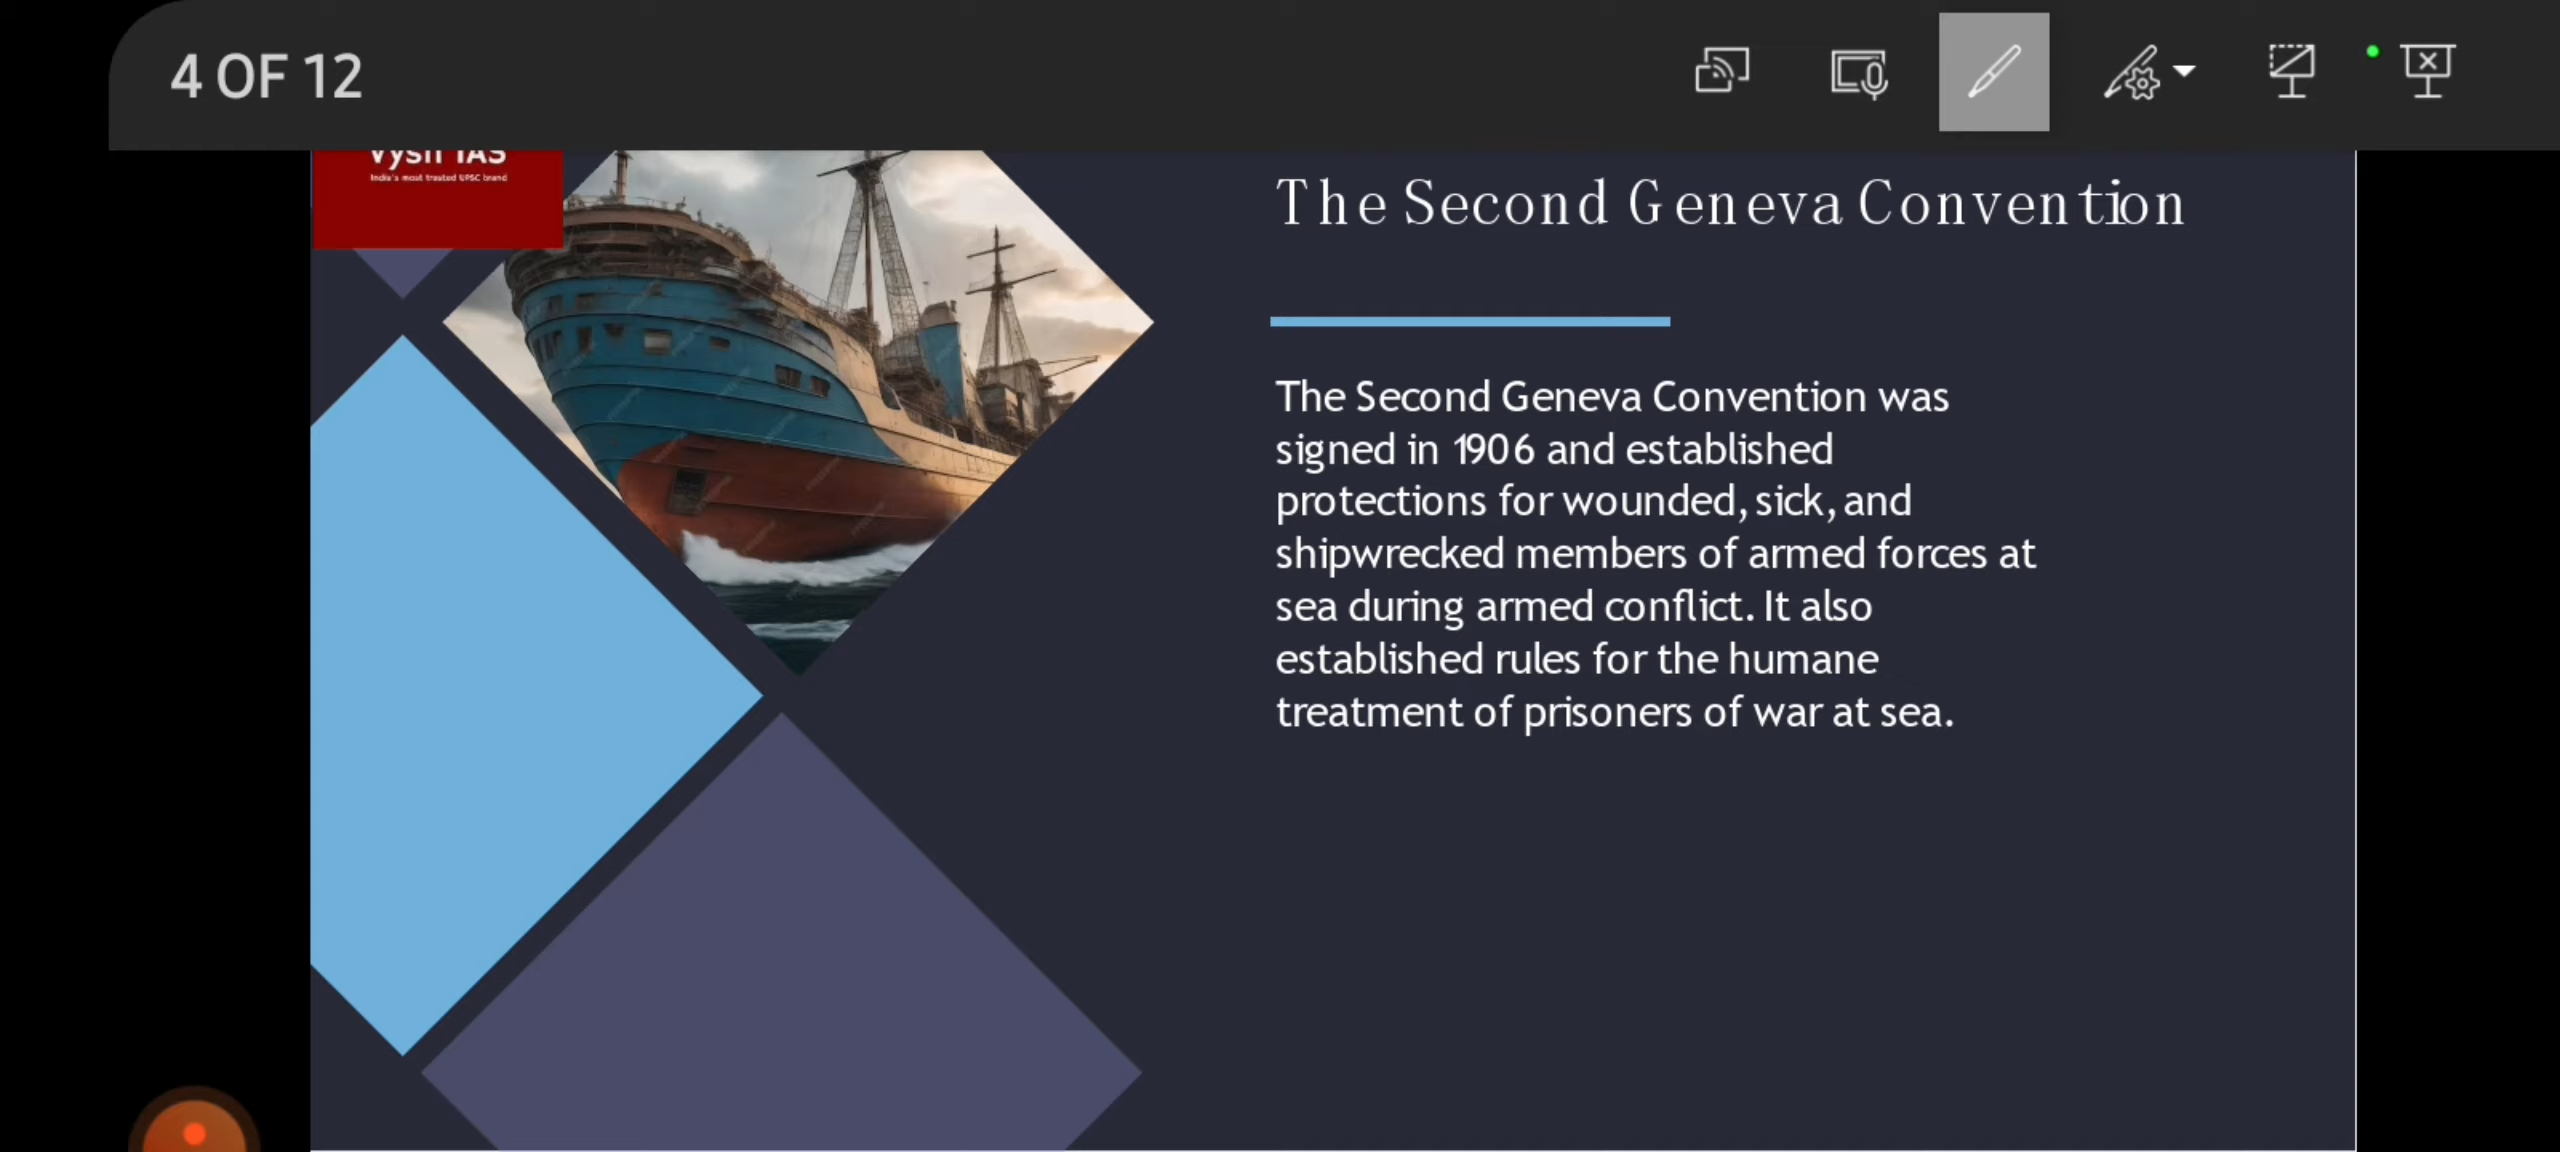 4 OF 12
Vysh IAS
India's most trusted UPSC brand
The Second Geneva Convention
The Second Geneva Convention was
signed in 1906 and established
protections for wounded, sick, and
shipwrecked members of armed forces at
sea during armed conflict. It also
established rules for the humane
treatment of prisoners of war at sea.